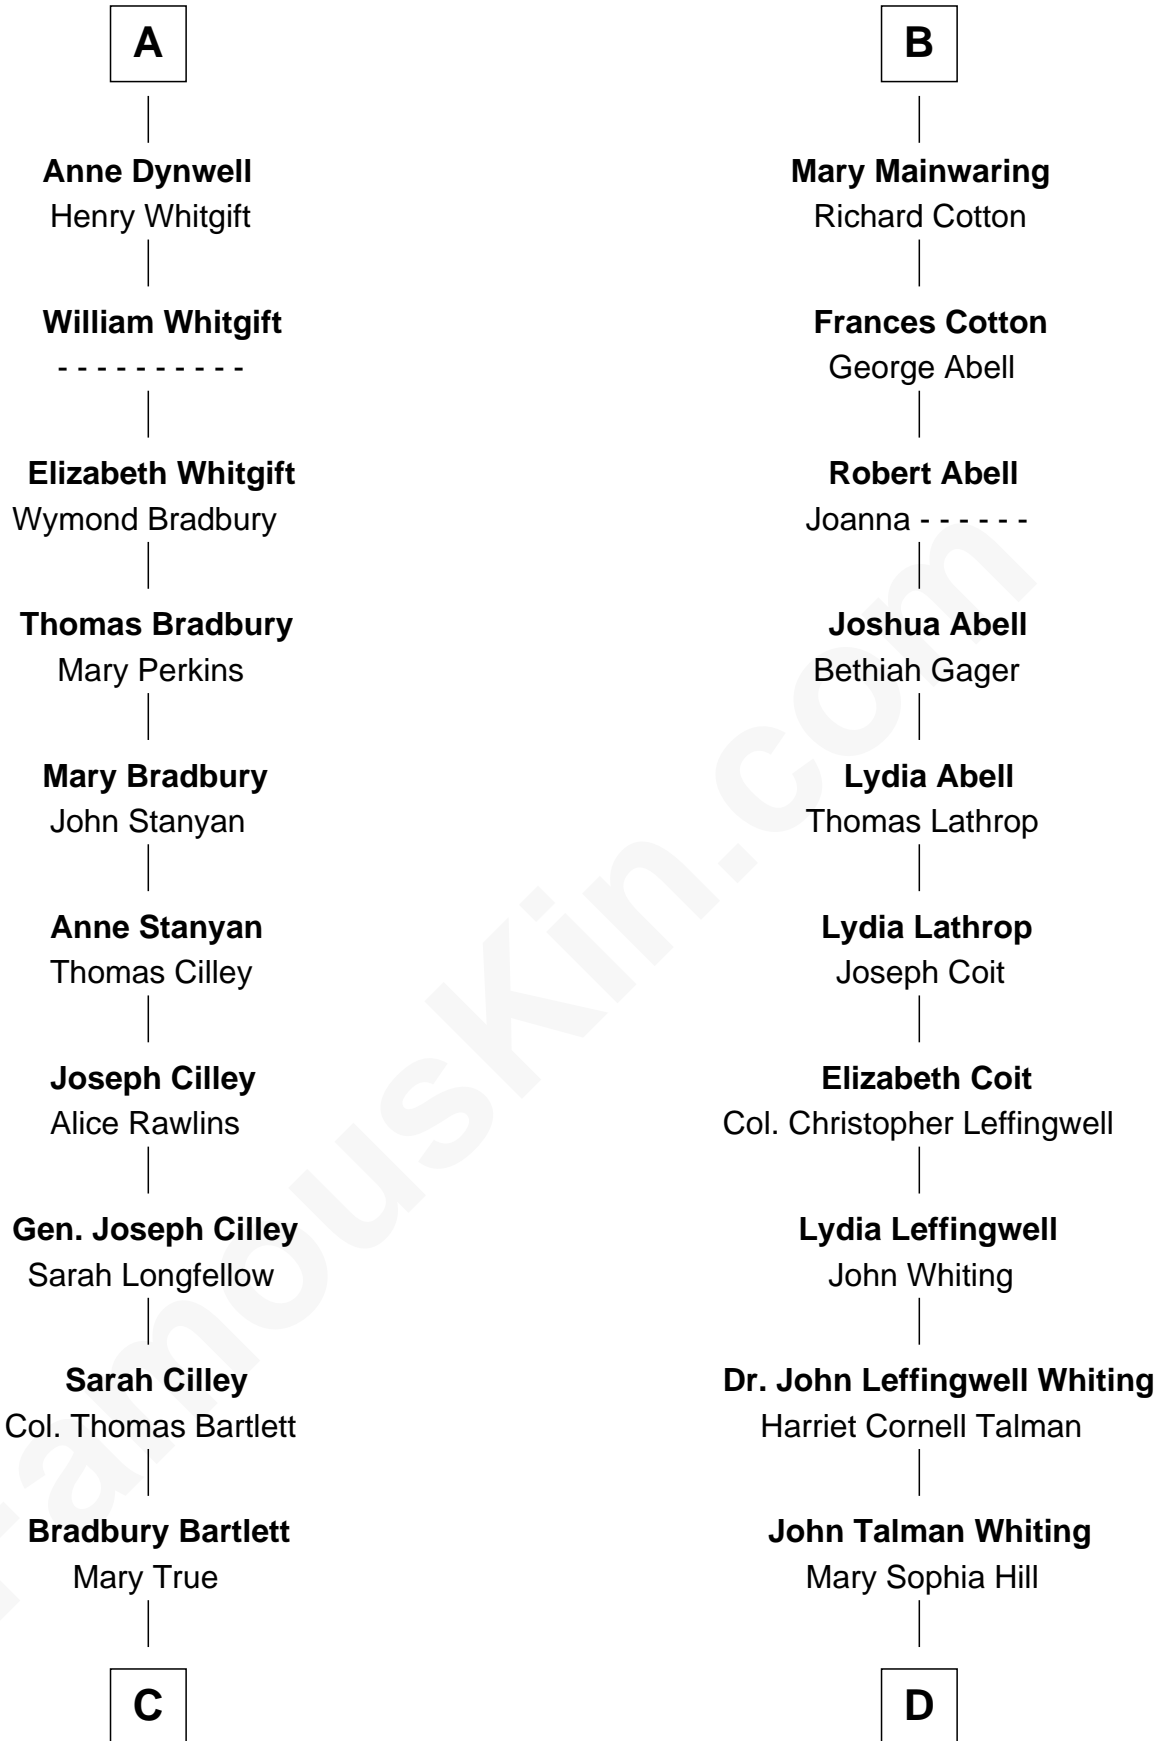 A
Anne Dynwell
Henry Whitgift
William Whitgift
- - - - - - - - - -
Elizabeth Whitgift
Wymond Bradbury
Thomas Bradbury
Mary Perkins
Mary Bradbury
John Stanyan
Anne Stanyan
Thomas Cilley
Joseph Cilley
Alice Rawlins
Gen. Joseph Cilley
Sarah Longfellow
Sarah Cilley
Col. Thomas Bartlett
Bradbury Bartlett
Mary True
C
B
Mary Mainwaring
Richard Cotton
Frances Cotton
George Abell
Robert Abell
Joanna - - - - - -
Joshua Abell
Bethiah Gager
Lydia Abell
Thomas Lathrop
Lydia Lathrop
Joseph Coit
Elizabeth Coit
Col. Christopher Leffingwell
Lydia Leffingwell
John Whiting
Dr. John Leffingwell Whiting
Harriet Cornell Talman
John Talman Whiting
Mary Sophia Hill
D
FamousKin.com